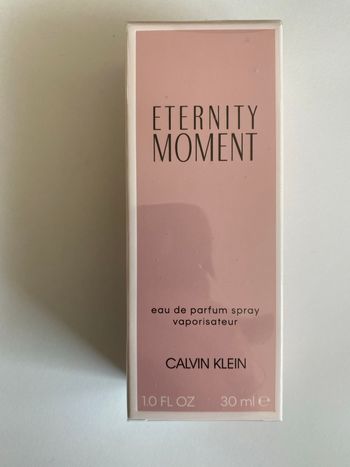 ETERNITY
MOMENT
eau de parfum spray
vaporisateur
CALVIN KLEIN
1.0 FL OZ 30 ml ℮